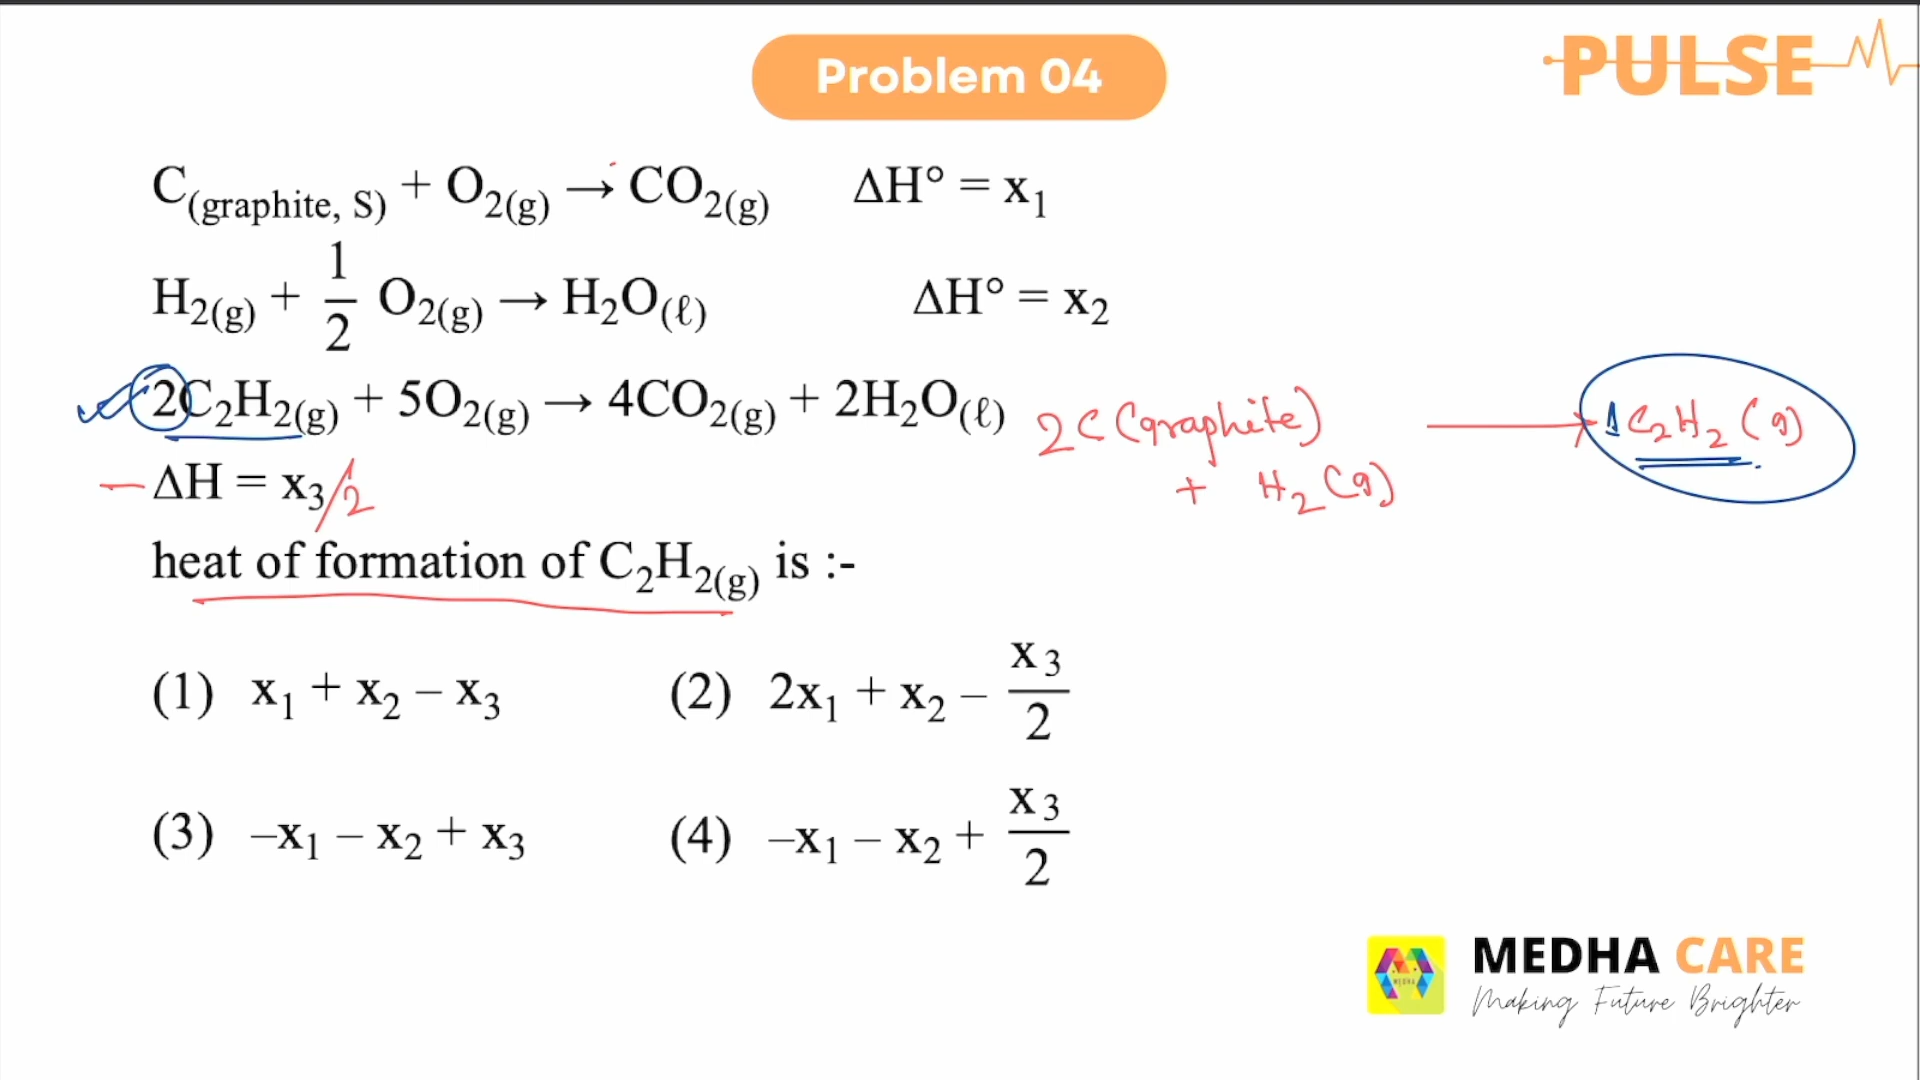 Problem 04
PULSE
C(graphite, S) + O₂(g) → CO₂(g) ΔH° = x₁
H₂(g) + 1/2 O₂(g) → H₂O(ℓ) ΔH° = x₂
2C₂H₂(g) + 5O₂(g) → 4CO₂(g) + 2H₂O(ℓ)
2C (graphite) → 1 C₂H₂ (g)
+ H₂ (g)
– ΔH = x₃/2
heat of formation of C₂H₂(g) is :-
(1) x₁ + x₂ – x₃ (2) 2x₁ + x₂ – x₃/2
(3) –x₁ – x₂ + x₃ (4) –x₁ – x₂ + x₃/2
MEDHA CARE
Making Future Brighter
MEDHA